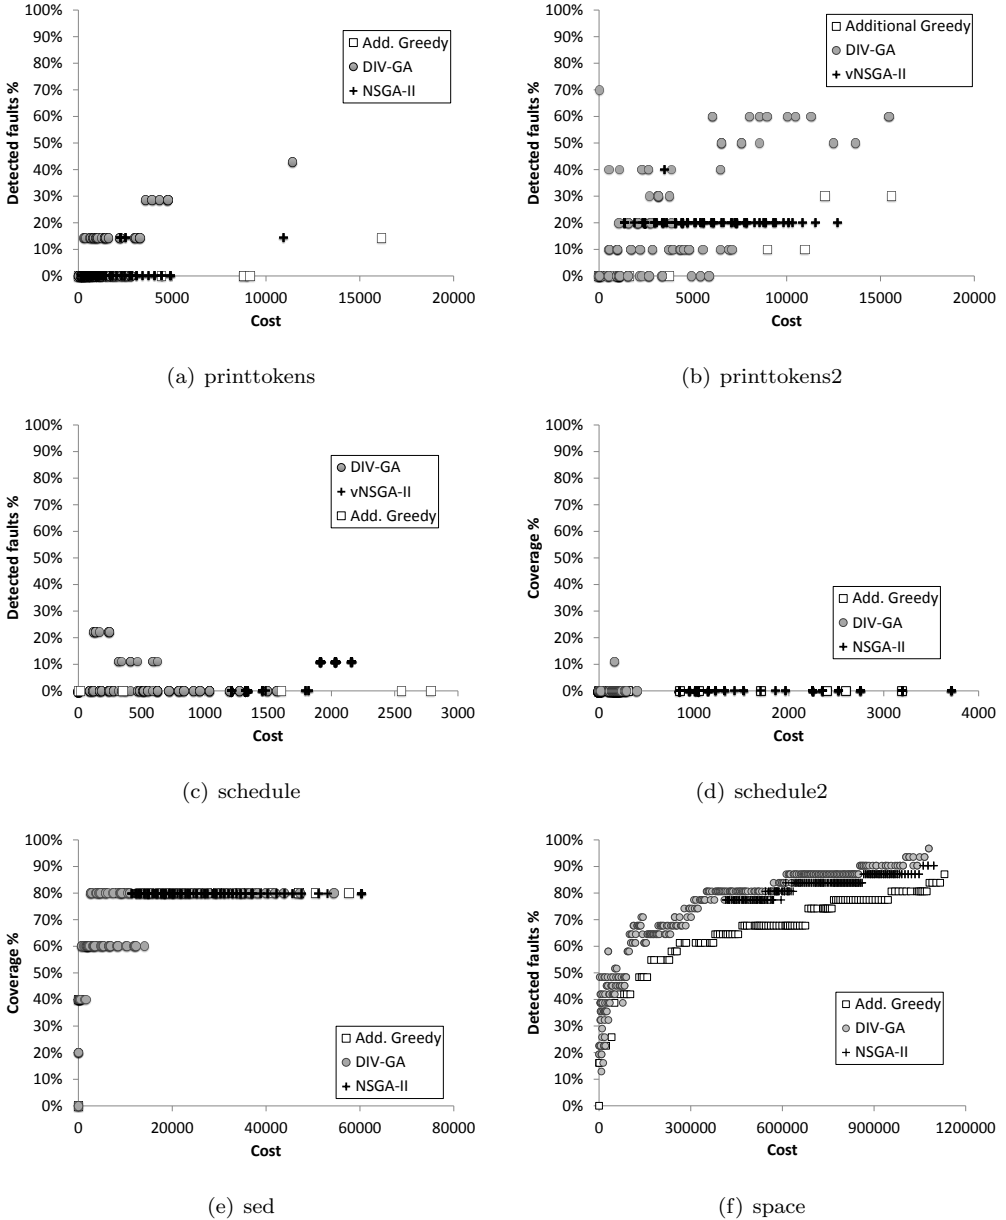 100%
90%
80%
70%
60%
50%
40%
30%
20%
10%
0%
Detected faults %
Add. Greedy
DIV-GA
NSGA-II
0 5000 10000 15000 20000
Cost
(a) printtokens
100%
90%
80%
70%
60%
50%
40%
30%
20%
10%
0%
Detected faults %
Additional Greedy
DIV-GA
vNSGA-II
0 5000 10000 15000 20000
Cost
(b) printtokens2
100%
90%
80%
70%
60%
50%
40%
30%
20%
10%
0%
Detected faults %
DIV-GA
vNSGA-II
Add. Greedy
0 500 1000 1500 2000 2500 3000
Cost
(c) schedule
100%
90%
80%
70%
60%
50%
40%
30%
20%
10%
0%
Coverage %
Add. Greedy
DIV-GA
NSGA-II
0 1000 2000 3000 4000
Cost
(d) schedule2
100%
90%
80%
70%
60%
50%
40%
30%
20%
10%
0%
Coverage %
Add. Greedy
DIV-GA
NSGA-II
0 20000 40000 60000 80000
Cost
(e) sed
100%
90%
80%
70%
60%
50%
40%
30%
20%
10%
0%
Detected faults %
Add. Greedy
DIV-GA
NSGA-II
0 300000 600000 900000 1200000
Cost
(f) space